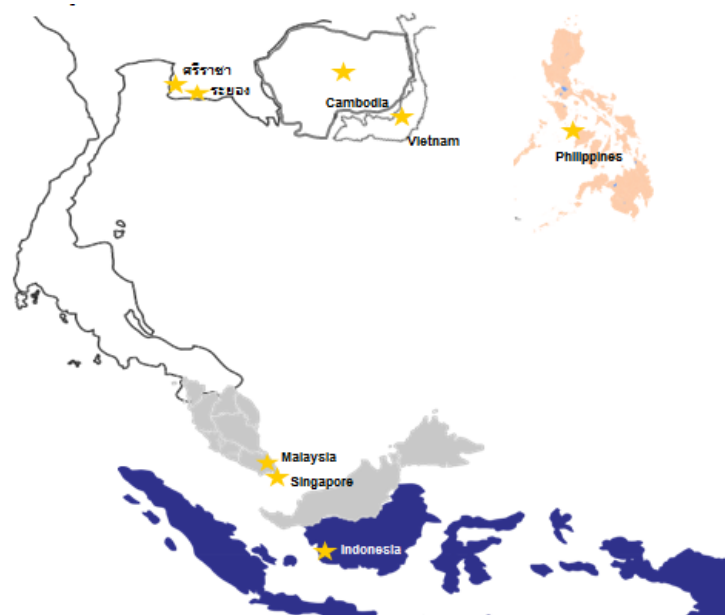 ศรีราชา
ระยอง
Cambodia
Vietnam
Philippines
Malaysia
Singapore
Indonesia